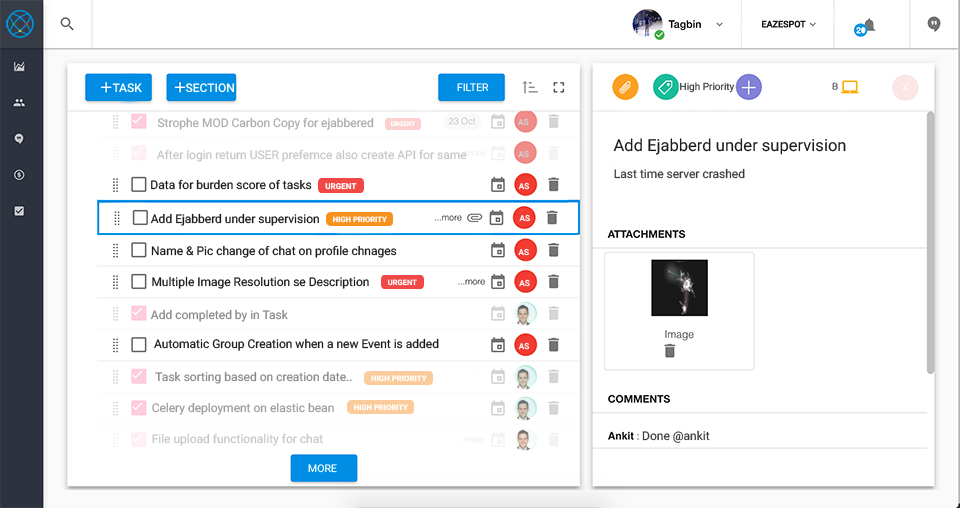 Tagbin
EAZESPOT
20
+TASK
+SECTION
FILTER
Strophe MOD Carbon Copy for ejabbered URGENT 23 Oct AS
After login return USER prefernce also create API for same ...more AS
Data for burden score of tasks URGENT AS
Add Ejabberd under supervision HIGH PRIORITY ...more AS
Name & Pic change of chat on profile chnages AS
Multiple Image Resolution se Description URGENT ...more AS
Add completed by in Task
Automatic Group Creation when a new Event is added AS
Task sorting based on creation date.. HIGH PRIORITY
Celery deployment on elastic bean HIGH PRIORITY
File upload functionality for chat ...more
MORE
High Priority
B
X
Add Ejabberd under supervision
Last time server crashed
ATTACHMENTS
Image
COMMENTS
Ankit : Done @ankit